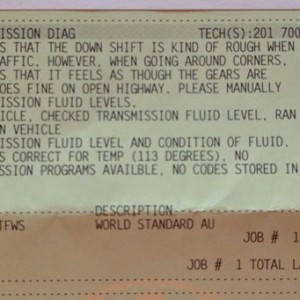 ISSION DIAG TECH(S):201 700
S THAT THE DOWN SHIFT IS KIND OF ROUGH WHEN
AFFIC. HOWEVER, WHEN GOING AROUND CORNERS,
S THAT IT FEELS AS THOUGH THE GEARS ARE
OES FINE ON OPEN HIGHWAY. PLEASE MANUALLY
MISSION FLUID LEVELS.
ICLE, CHECKED TRANSMISSION FLUID LEVEL, RAN
N VEHICLE
MISSION FLUID LEVEL AND CONDITION OF FLUID.
S CORRECT FOR TEMP (113 DEGREES), NO
SSION PROGRAMS AVAILBLE, NO CODES STORED IN
DESCRIPTION
TFWS WORLD STANDARD AU
JOB # 1
JOB # 1 TOTAL LA